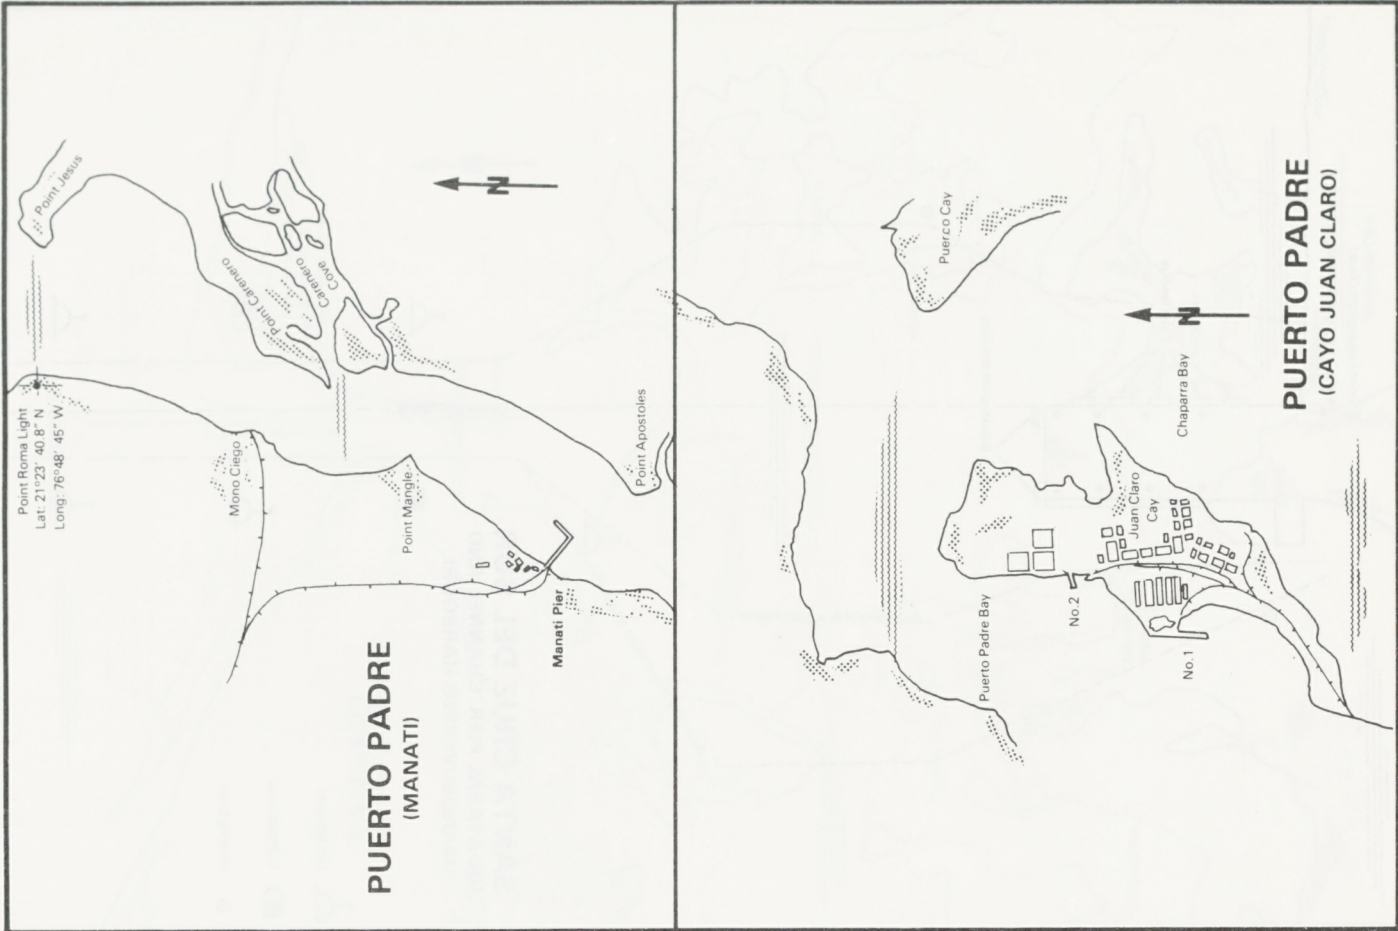 Point Jesus
Point Roma Light
Lat: 21°23' 40.8" N
Long: 76°48' 45" W
Point Carenero
Carenero
Cove
N
Mono Ciego
Point Mangle
Point Apostoles
Manati Pier
PUERTO PADRE
(MANATI)
Puerco Cay
N
Chaparra Bay
Juan Claro
Cay
Puerto Padre Bay
No.2
No.1
PUERTO PADRE
(CAYO JUAN CLARO)